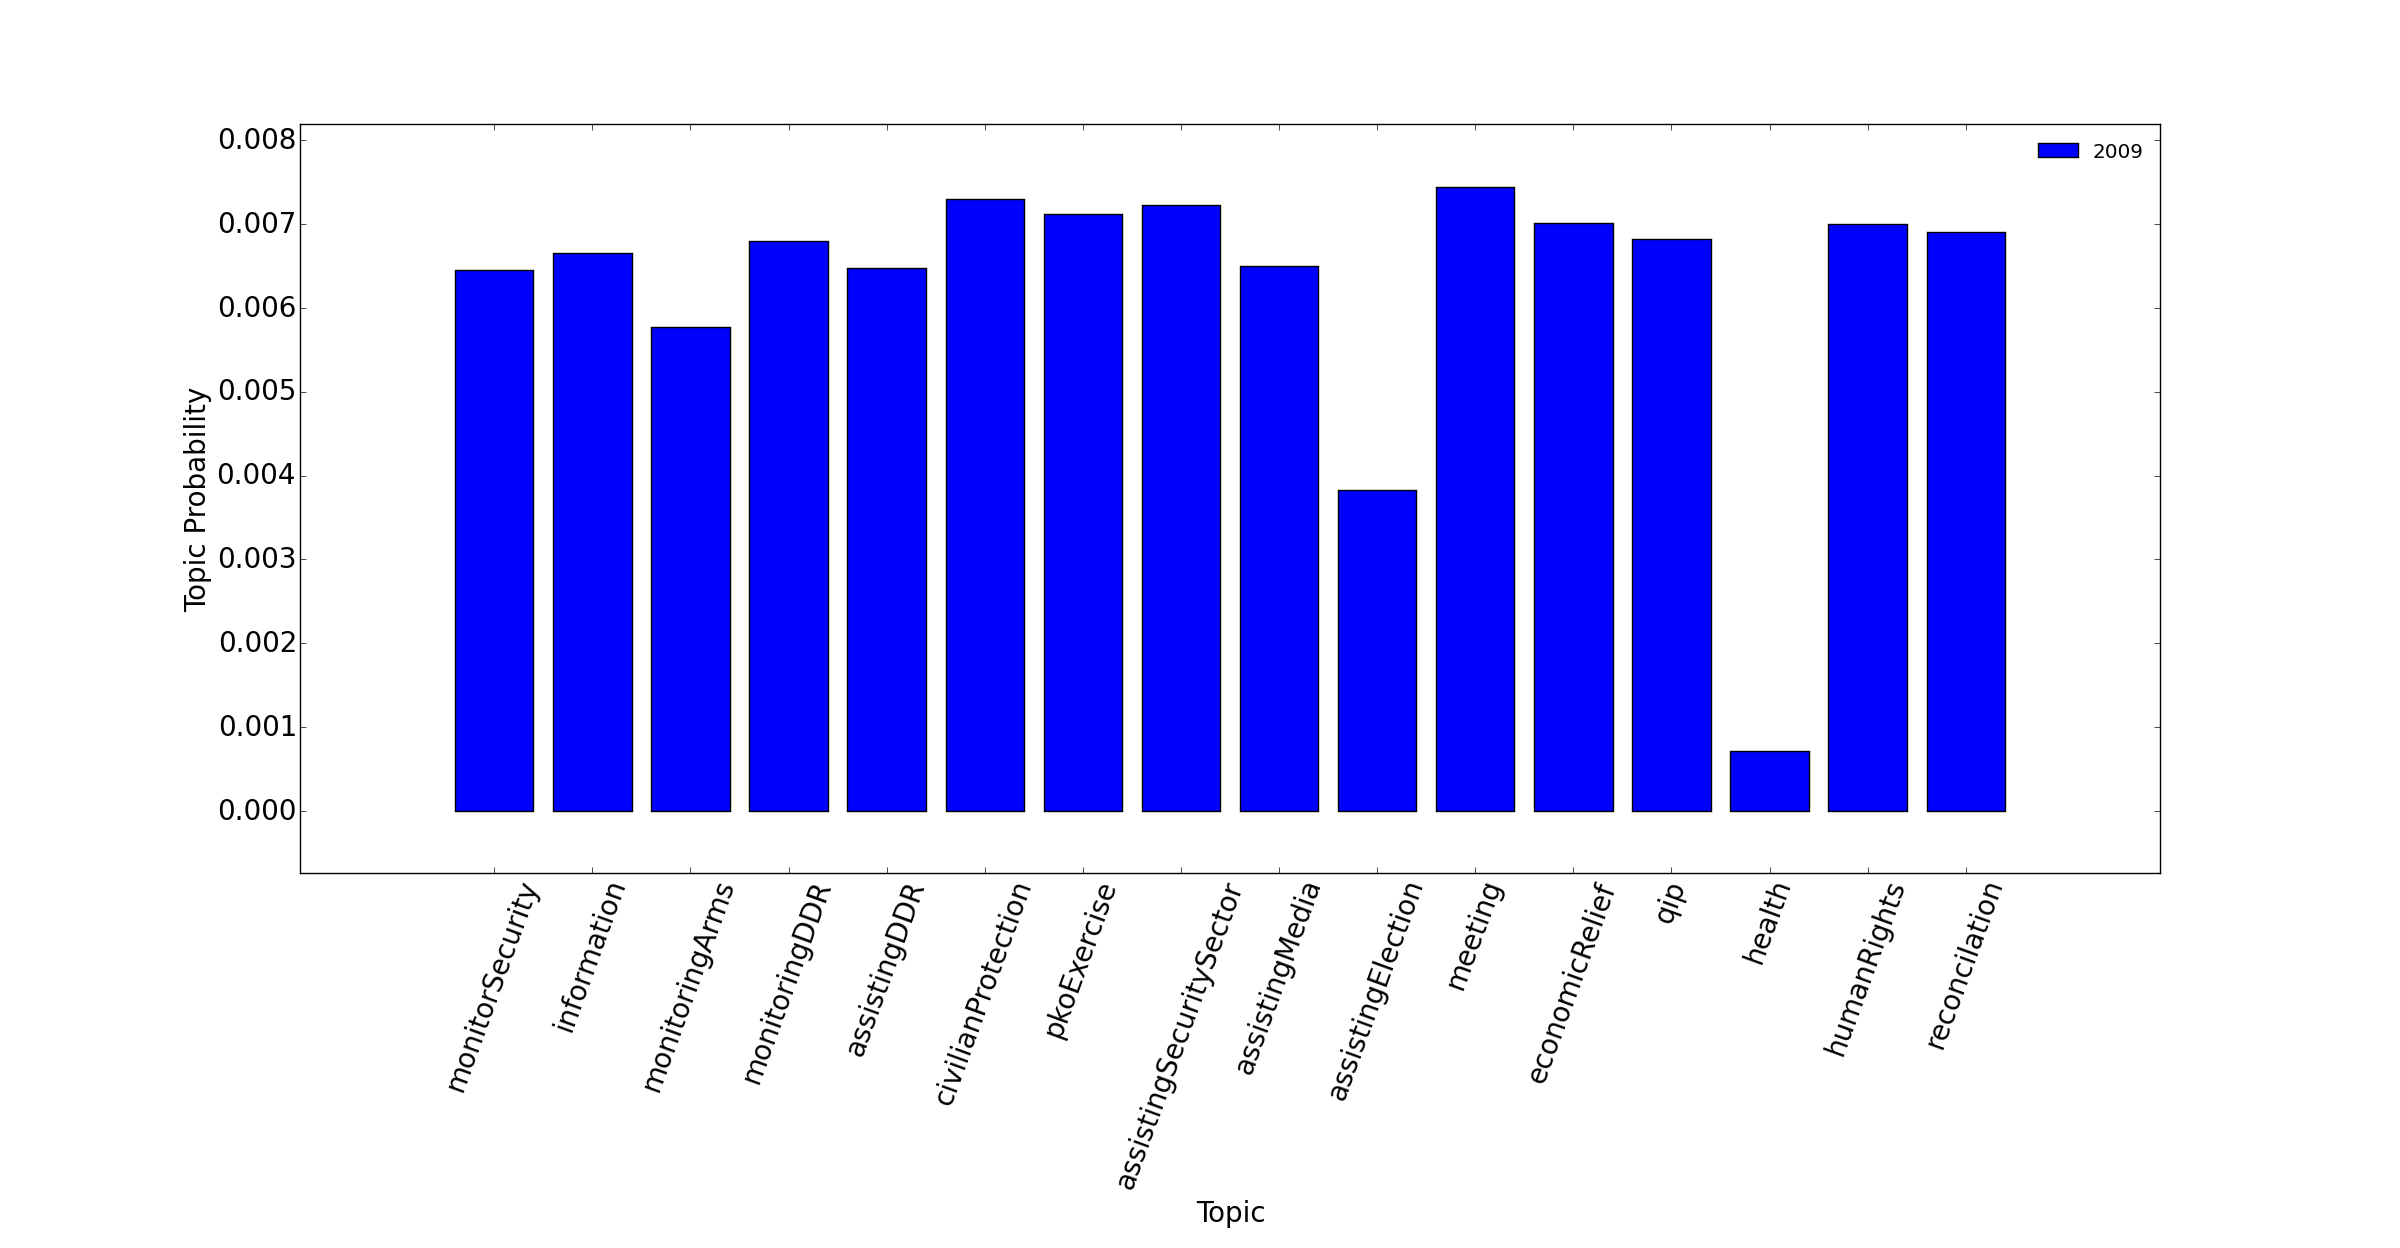 2009
0.008
0.007
0.006
0.005
0.004
0.003
0.002
0.001
0.000
Topic Probability
monitorSecurity
information
monitoringArms
monitoringDDR
assistingDDR
civilianProtection
pkoExercise
assistingSecuritySector
assistingMedia
assistingElection
meeting
economicRelief
qip
health
humanRights
reconcilation
Topic